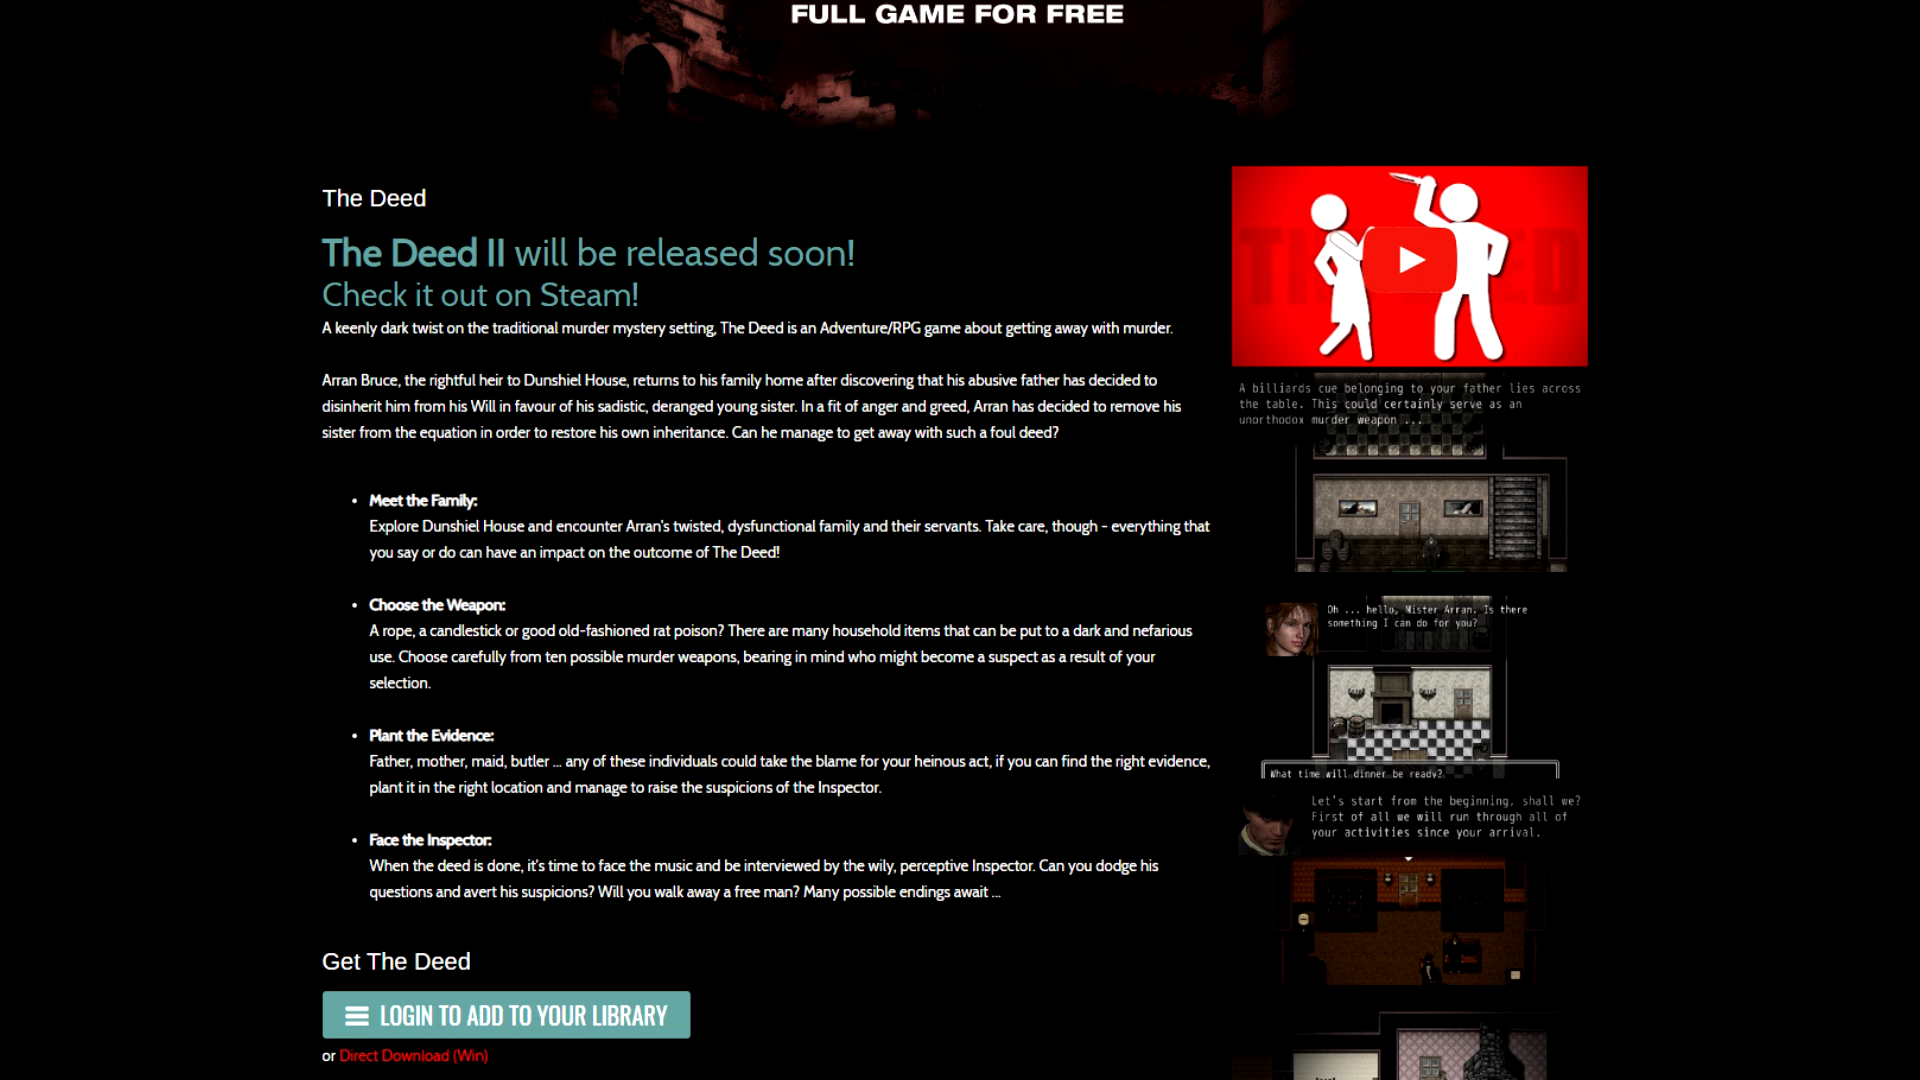 FULL GAME FOR FREE
The Deed
The Deed II will be released soon!
Check it out on Steam!
A keenly dark twist on the traditional murder mystery setting, The Deed is an Adventure/RPG game about getting away with murder.
Arran Bruce, the rightful heir to Dunshiel House, returns to his family home after discovering that his abusive father has decided to
disinherit him from his Will in favour of his sadistic, deranged young sister. In a fit of anger and greed, Arran has decided to remove his
sister from the equation in order to restore his own inheritance. Can he manage to get away with such a foul deed?
• Meet the Family:
Explore Dunshiel House and encounter Arran's twisted, dysfunctional family and their servants. Take care, though - everything that
you say or do can have an impact on the outcome of The Deed!
• Choose the Weapon:
A rope, a candlestick or good old-fashioned rat poison? There are many household items that can be put to a dark and nefarious
use. Choose carefully from ten possible murder weapons, bearing in mind who might become a suspect as a result of your
selection.
• Plant the Evidence:
Father, mother, maid, butler ... any of these individuals could take the blame for your heinous act, if you can find the right evidence,
plant it in the right location and manage to raise the suspicions of the Inspector.
• Face the Inspector:
When the deed is done, it's time to face the music and be interviewed by the wily, perceptive Inspector. Can you dodge his
questions and avert his suspicions? Will you walk away a free man? Many possible endings await ...
Get The Deed
LOGIN TO ADD TO YOUR LIBRARY
or Direct Download (Win)
A billiards cue belonging to your father lies across
the table. This could certainly serve as an
unorthodox murder weapon ...
Oh ... hello, Mister Arran. Is there
something I can do for you?
What time will dinner be ready?
Let's start from the beginning, shall we?
First of all we will run through all of
your activities since your arrival.